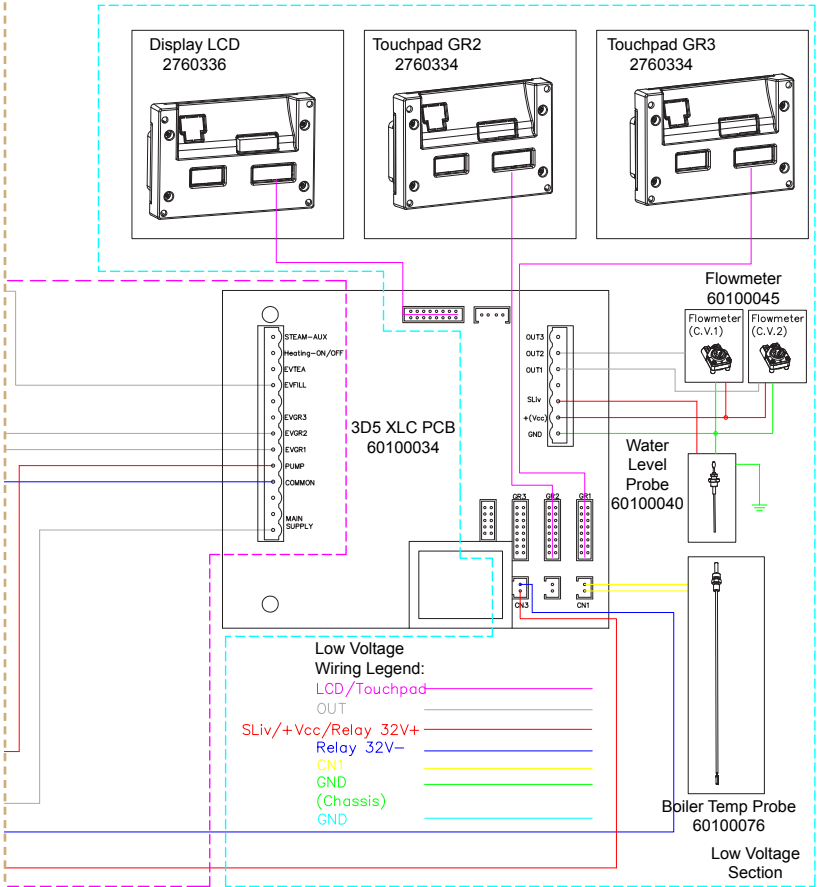 Display LCD
2760336
Touchpad GR2
2760334
Touchpad GR3
2760334
Flowmeter
60100045
Flowmeter
(C.V.1)
Flowmeter
(C.V.2)
STEAM-AUX
Heating-ON/OFF
EVTEA
EVFILL
EVGR3
EVGR2
EVGR1
PUMP
COMMON
MAIN
SUPPLY
3D5 XLC PCB
60100034
OUT3
OUT2
OUT1
SLiv
+(Vcc)
GND
Water
Level
Probe
60100040
GR3
GR2
GR1
CN3
CN1
Low Voltage
Wiring Legend:
LCD/Touchpad
OUT
SLiv/+Vcc/Relay 32V+
Relay 32V-
CN1
GND
(Chassis)
GND
Boiler Temp Probe
60100076
Low Voltage
Section